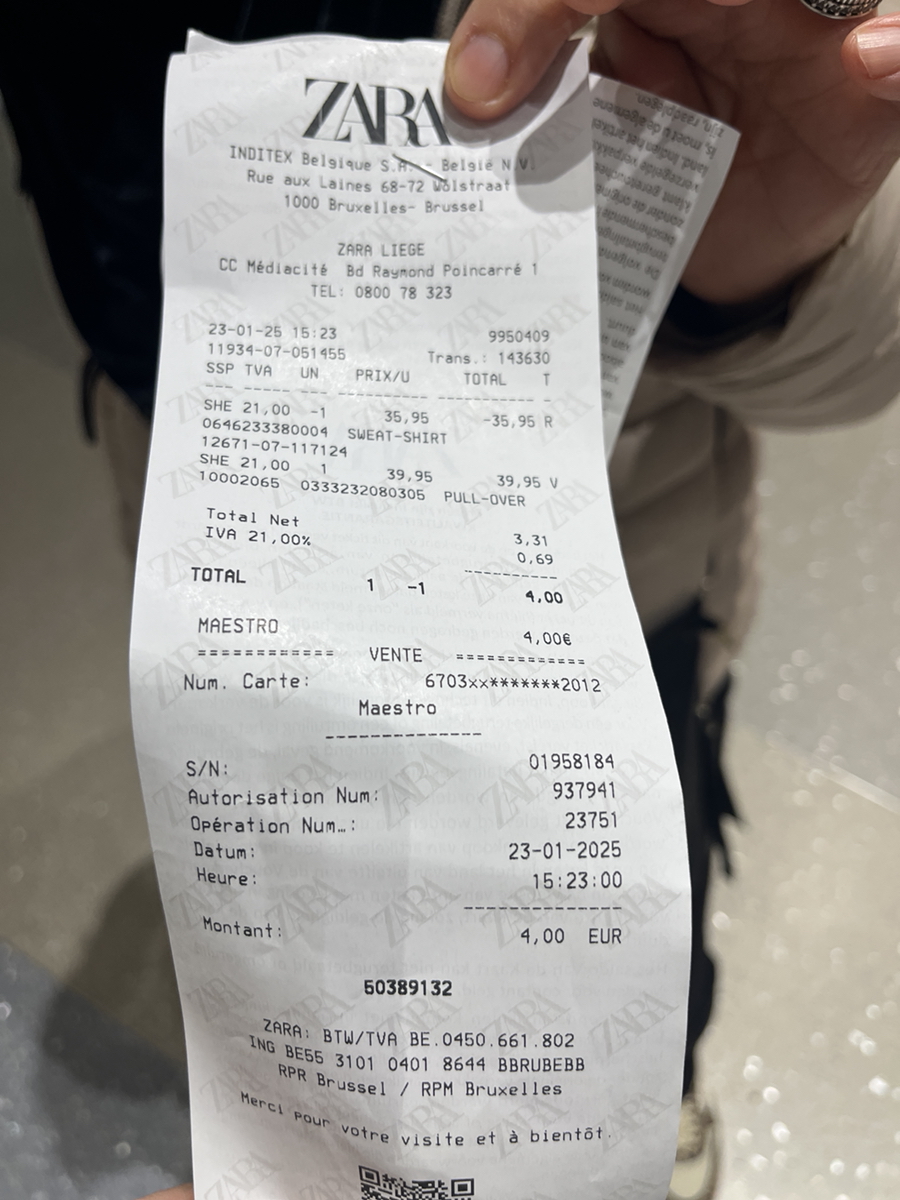 ZARA
INDITEX Belgique S.A. - België N.V.
Rue aux Laines 68-72 Wolstraat
1000 Bruxelles- Brussel
ZARA LIEGE
CC Médiacité Bd Raymond Poincarré 1
TEL: 0800 78 323
23-01-25 15:23 9950409
11934-07-051455 Trans.: 143630
SSP TVA UN PRIX/U TOTAL T
--- ----- --- ---------- ----------- -
SHE 21,00 -1 35,95 -35,95 R
0646233380004 SWEAT-SHIRT
12671-07-117124
SHE 21,00 1 39,95 39,95 V
10002065 0333232080305 PULL-OVER
Total Net 3,31
IVA 21,00% 0,69
----------
TOTAL 1 -1 4,00
MAESTRO 4,00€
============ VENTE ============
Num. Carte: 6703xx*******2012
Maestro
--------------
S/N: 01958184
Autorisation Num: 937941
Opération Num…: 23751
Datum: 23-01-2025
Heure: 15:23:00
--------------
Montant: 4,00 EUR
50389132
ZARA: BTW/TVA BE.0450.661.802
ING BE55 3101 0401 8644 BBRUBEBB
RPR Brussel / RPM Bruxelles
Merci pour votre visite et à bientôt.